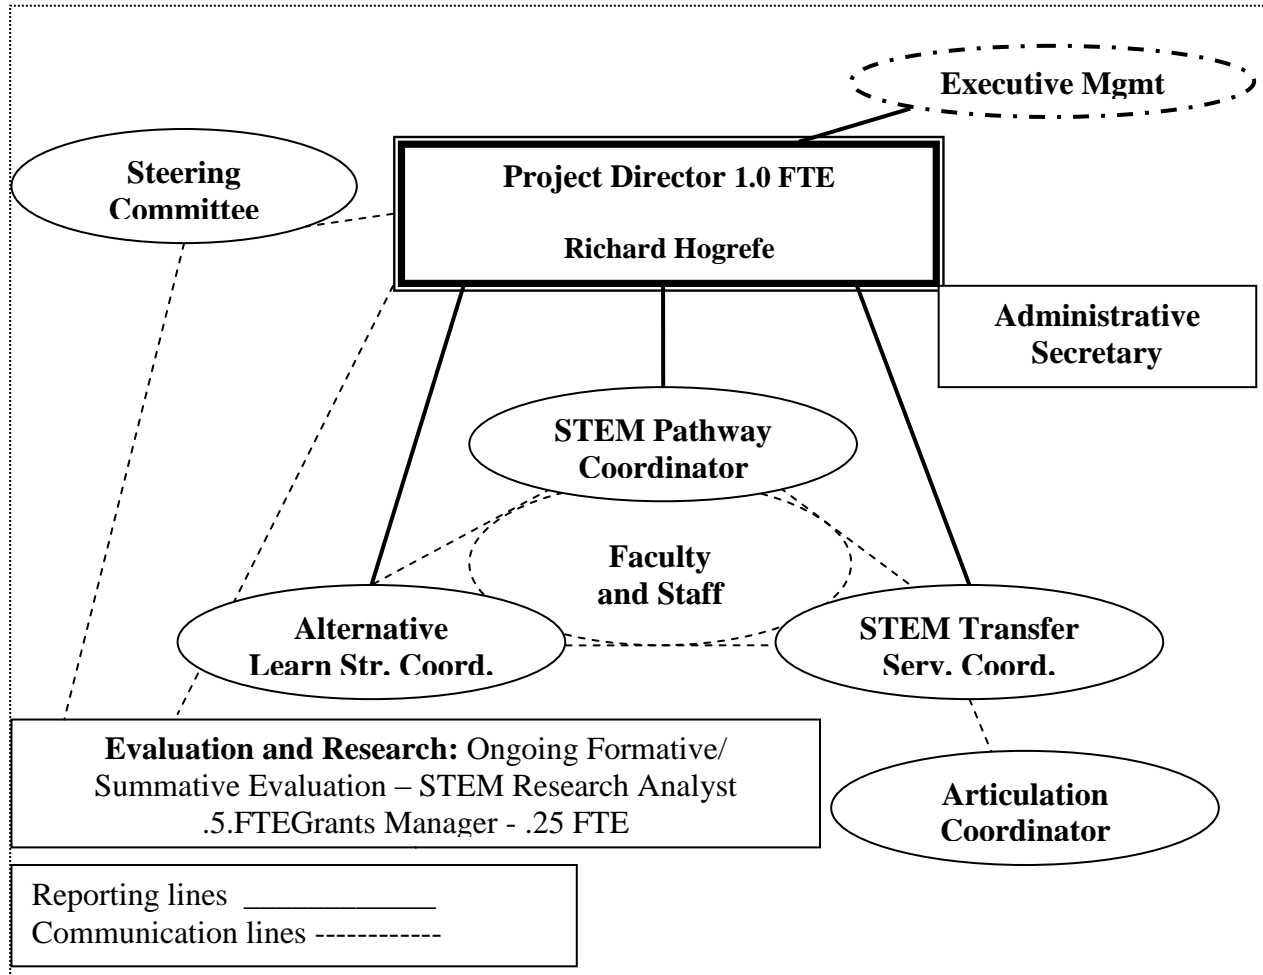 Executive Mgmt
Steering
Committee
Project Director 1.0 FTE
Richard Hogrefe
Administrative
Secretary
STEM Pathway
Coordinator
Faculty
and Staff
Alternative
Learn Str. Coord.
STEM Transfer
Serv. Coord.
Evaluation and Research: Ongoing Formative/
Summative Evaluation – STEM Research Analyst
.5.FTEGrants Manager - .25 FTE
Articulation
Coordinator
Reporting lines ____________
Communication lines ------------